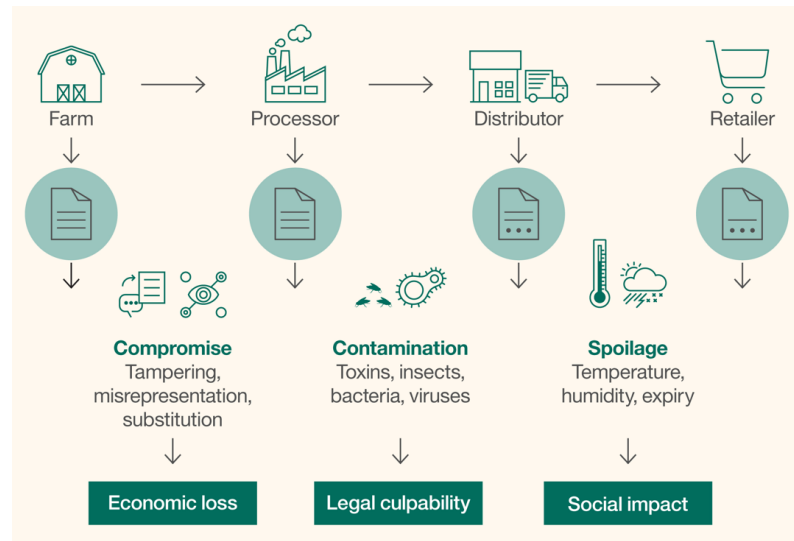 Farm
Processor
Distributor
Retailer
Compromise
Tampering,
misrepresentation,
substitution
Contamination
Toxins, insects,
bacteria, viruses
Spoilage
Temperature,
humidity, expiry
Economic loss
Legal culpability
Social impact